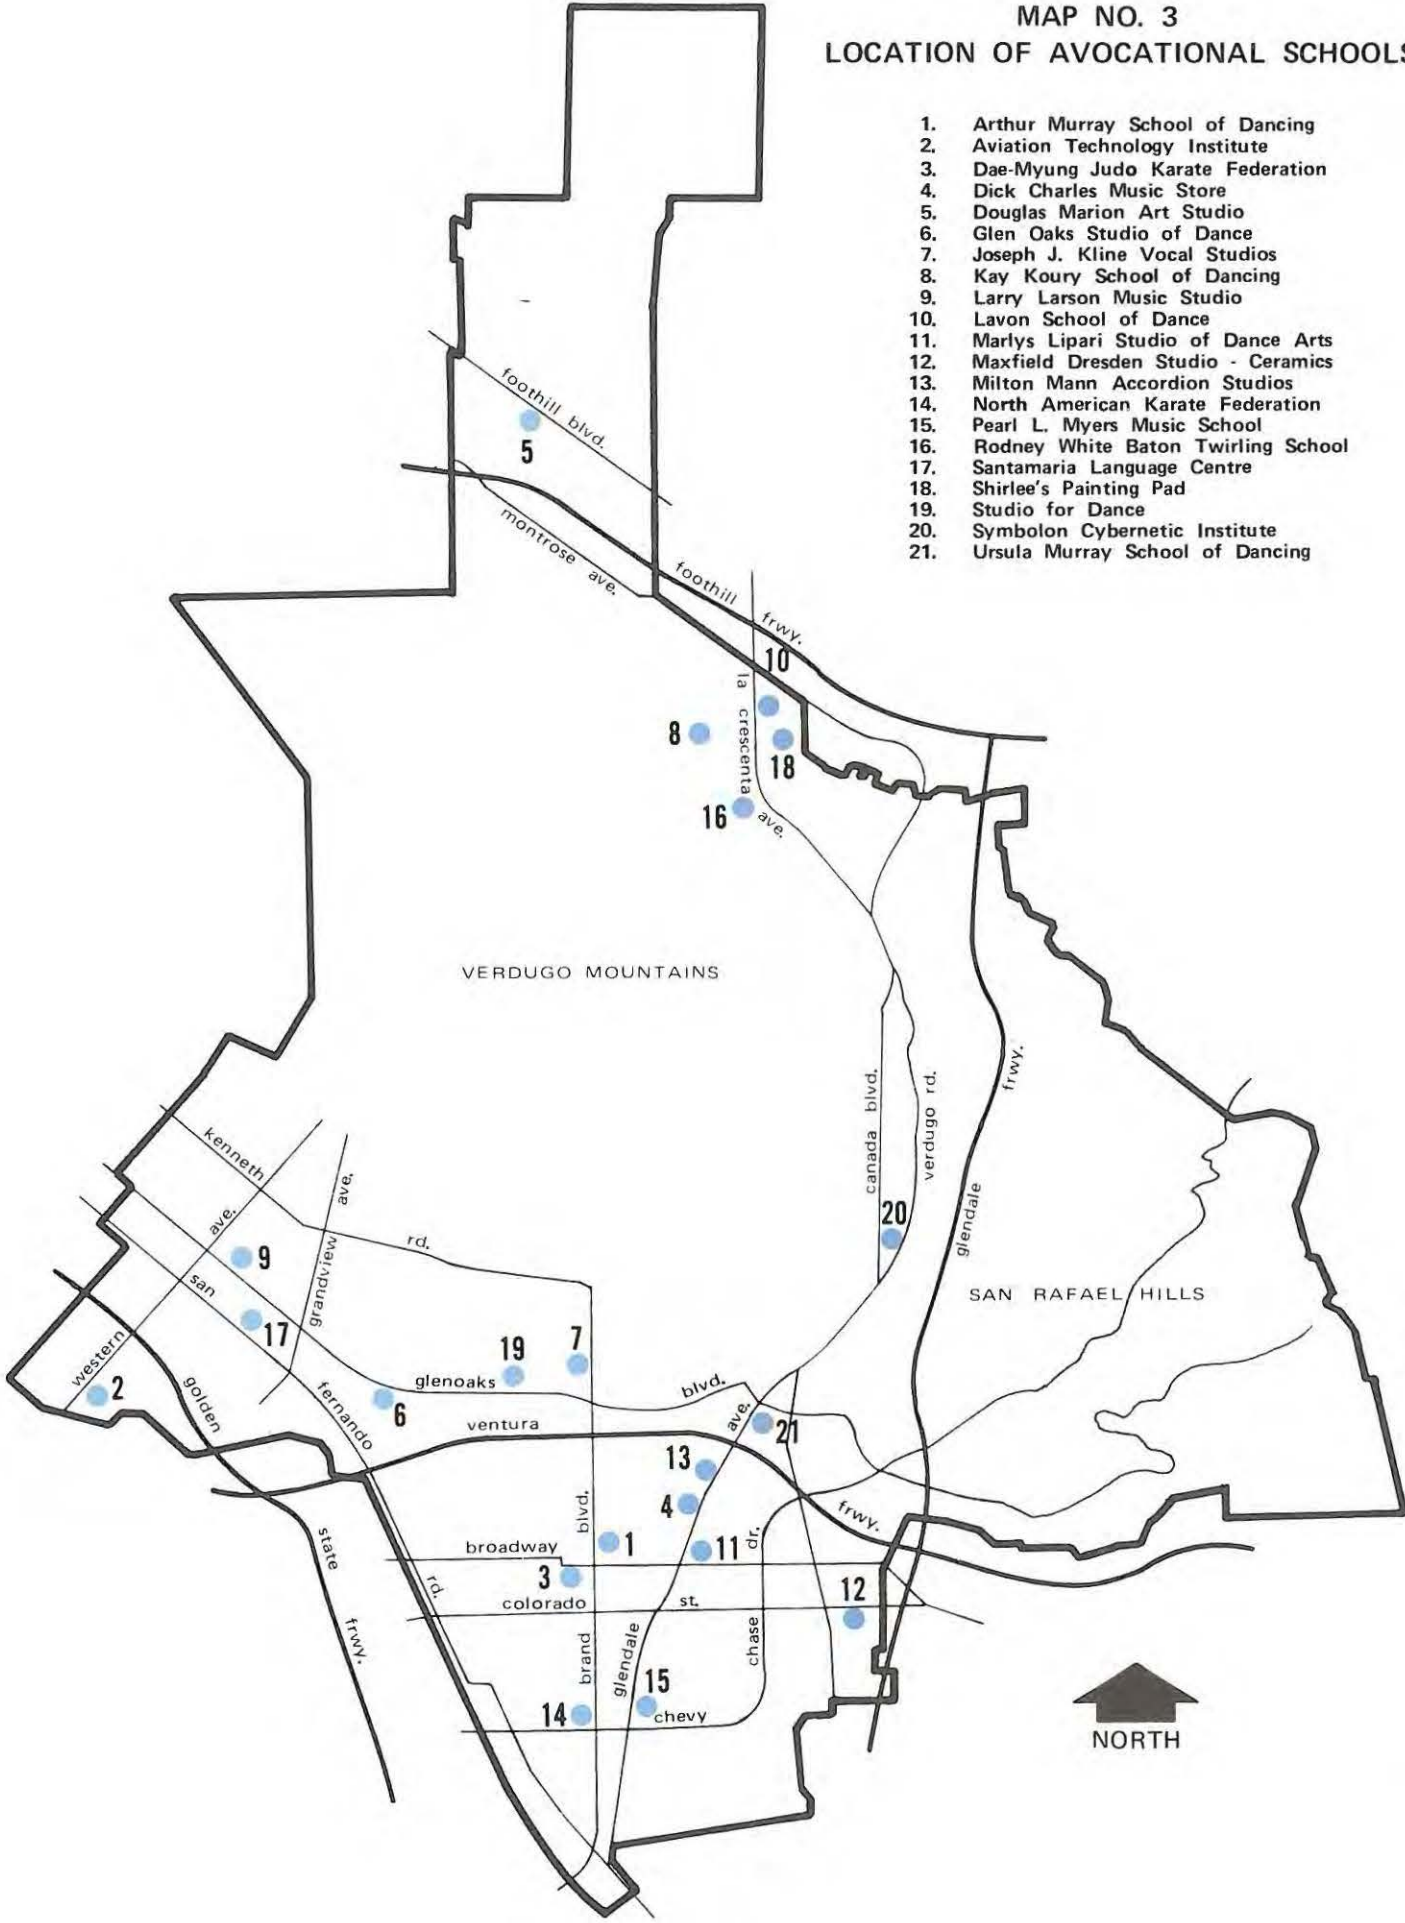 MAP NO. 3
LOCATION OF AVOCATIONAL SCHOOLS
1. Arthur Murray School of Dancing
2. Aviation Technology Institute
3. Dae-Myung Judo Karate Federation
4. Dick Charles Music Store
5. Douglas Marion Art Studio
6. Glen Oaks Studio of Dance
7. Joseph J. Kline Vocal Studios
8. Kay Koury School of Dancing
9. Larry Larson Music Studio
10. Lavon School of Dance
11. Marlys Lipari Studio of Dance Arts
12. Maxfield Dresden Studio - Ceramics
13. Milton Mann Accordion Studios
14. North American Karate Federation
15. Pearl L. Myers Music School
16. Rodney White Baton Twirling School
17. Santamaria Language Centre
18. Shirlee's Painting Pad
19. Studio for Dance
20. Symbolon Cybernetic Institute
21. Ursula Murray School of Dancing
foothill blvd.
5
montrose ave.
foothill frwy.
10
la crescenta ave.
8
18
16
VERDUGO MOUNTAINS
canada blvd.
verdugo rd.
glendale frwy.
20
SAN RAFAEL HILLS
kenneth rd.
western ave.
grandview ave.
9
san fernando rd.
17
19
7
2
golden state frwy.
6
glenoaks blvd.
ventura frwy.
21
13
4
glendale ave.
brand blvd.
1
11
broadway
3
colorado st.
12
chevy chase dr.
15
14
NORTH